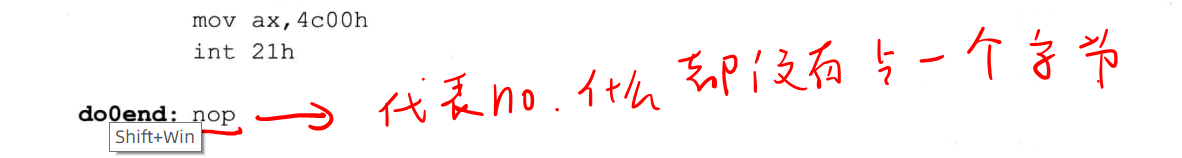 mov ax,4c00h
int 21h
do0end: nop
代表no.什么都没有 占一个字节
Shift+Win